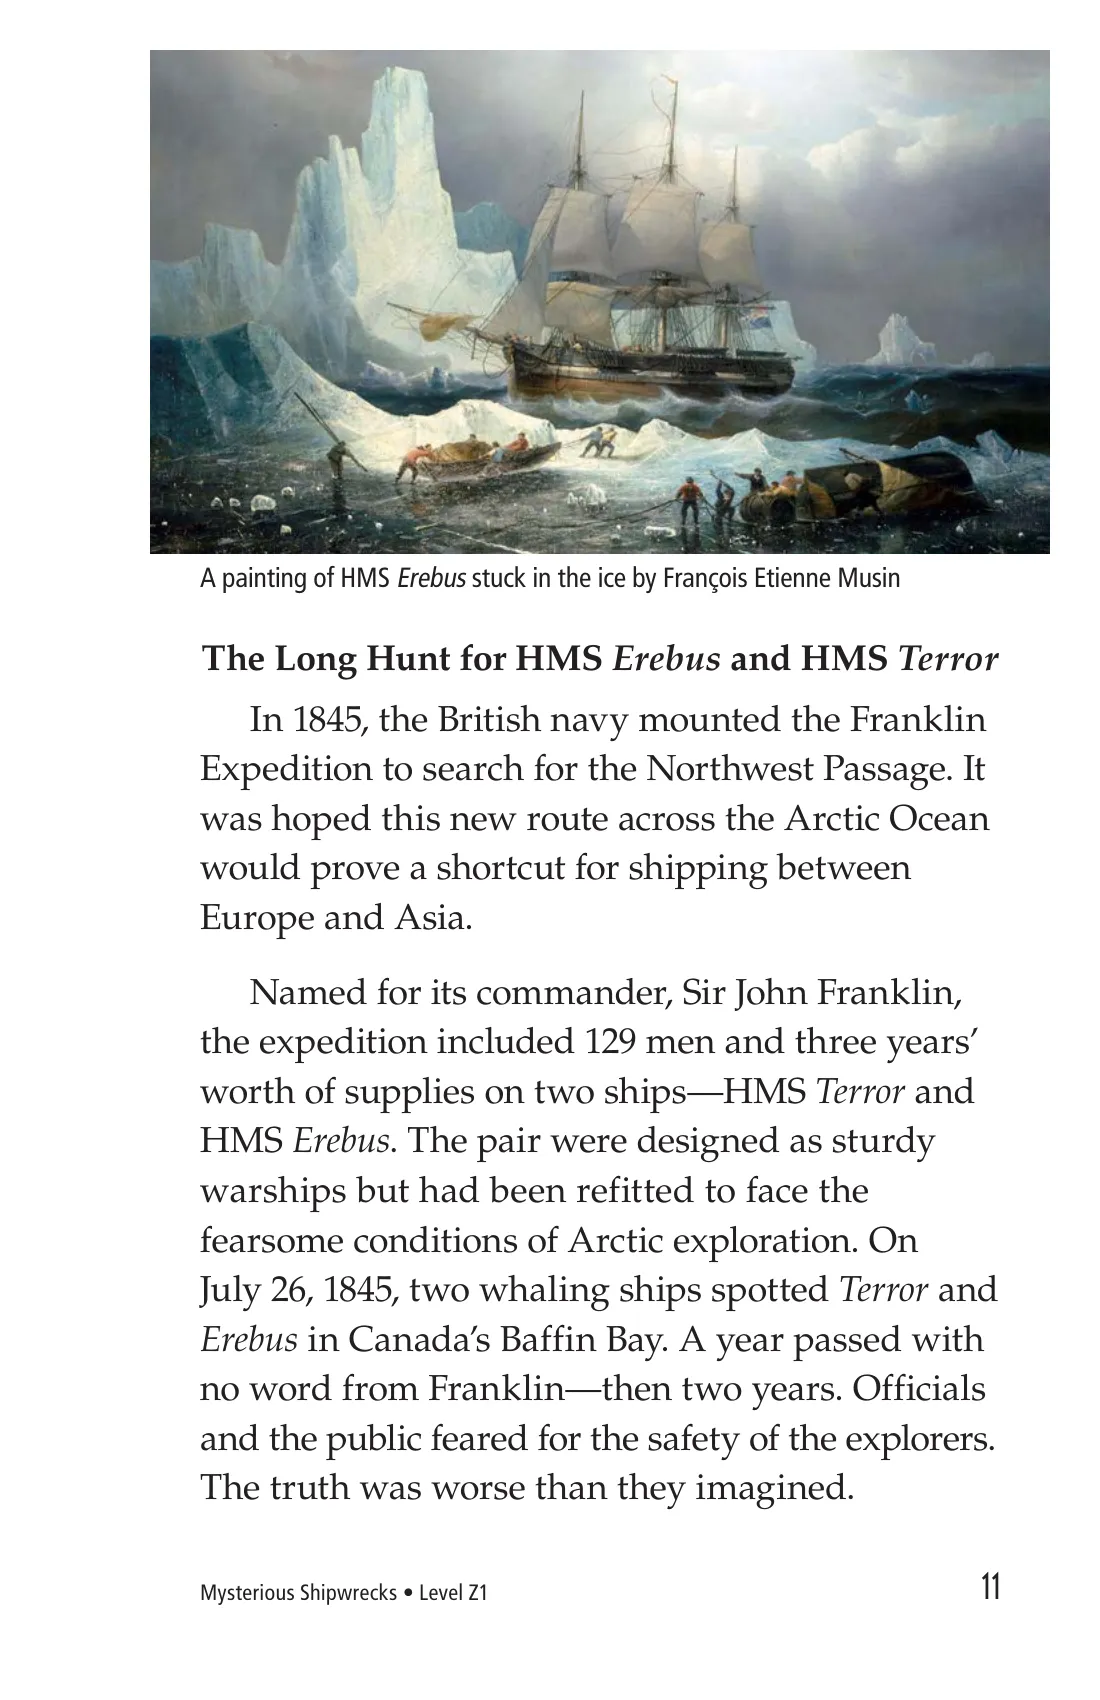 A painting of HMS Erebus stuck in the ice by François Etienne Musin
The Long Hunt for HMS Erebus and HMS Terror
In 1845, the British navy mounted the Franklin
Expedition to search for the Northwest Passage. It
was hoped this new route across the Arctic Ocean
would prove a shortcut for shipping between
Europe and Asia.
Named for its commander, Sir John Franklin,
the expedition included 129 men and three years’
worth of supplies on two ships—HMS Terror and
HMS Erebus. The pair were designed as sturdy
warships but had been refitted to face the
fearsome conditions of Arctic exploration. On
July 26, 1845, two whaling ships spotted Terror and
Erebus in Canada’s Baffin Bay. A year passed with
no word from Franklin—then two years. Officials
and the public feared for the safety of the explorers.
The truth was worse than they imagined.
Mysterious Shipwrecks • Level Z1
11